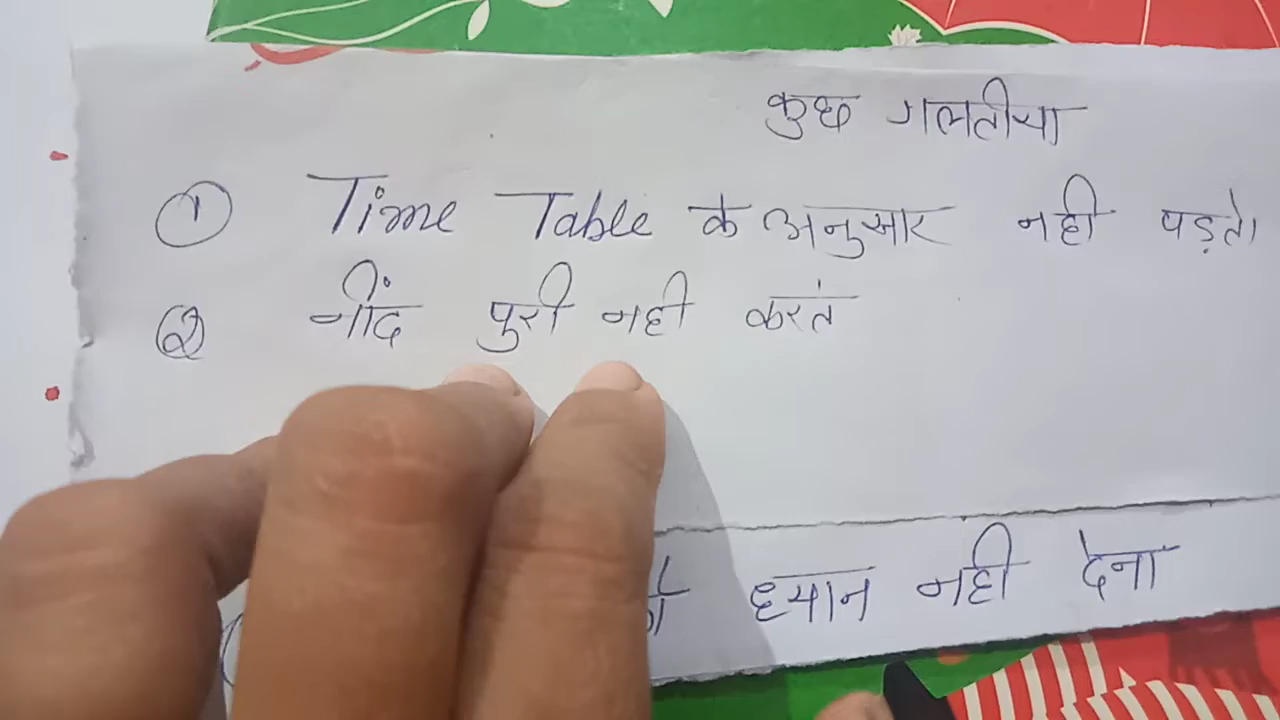 कुछ गलतीया
① Time Table के अनुसार नही पड़ते।
② नींद पुरी नही करते
ध्यान नही देना